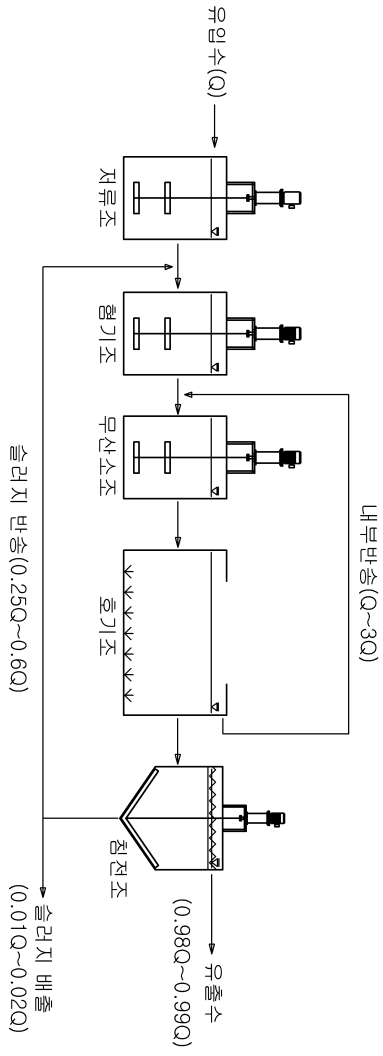 유입수(Q)
저류조
혐기조
무산소조
호기조
침전조
내부반송(Q~3Q)
슬러지 반송(0.25Q~0.6Q)
유출수
(0.98Q~0.99Q)
슬러지 배출
(0.01Q~0.02Q)